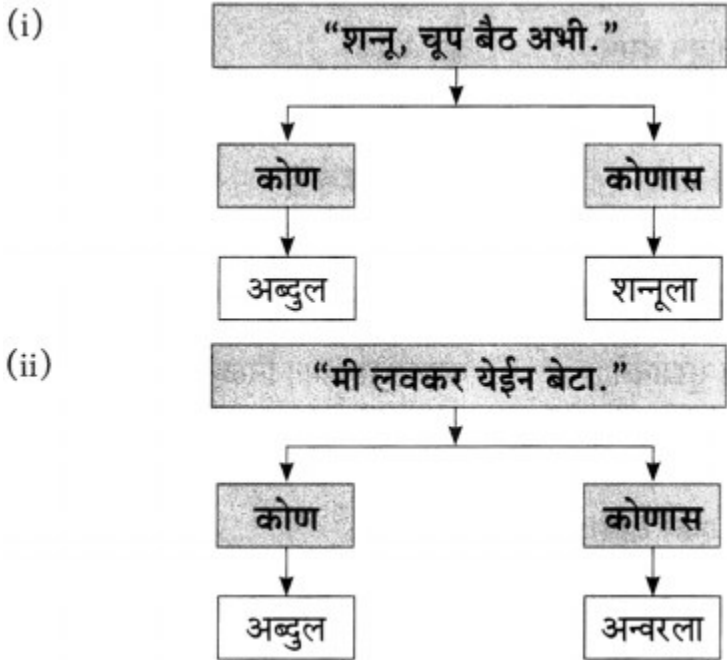 (i) “शन्नू, चूप बैठ अभी.”
कोण कोणास
अब्दुल शन्नूला
(ii) “मी लवकर येईन बेटा.”
कोण कोणास
अब्दुल अन्वरला